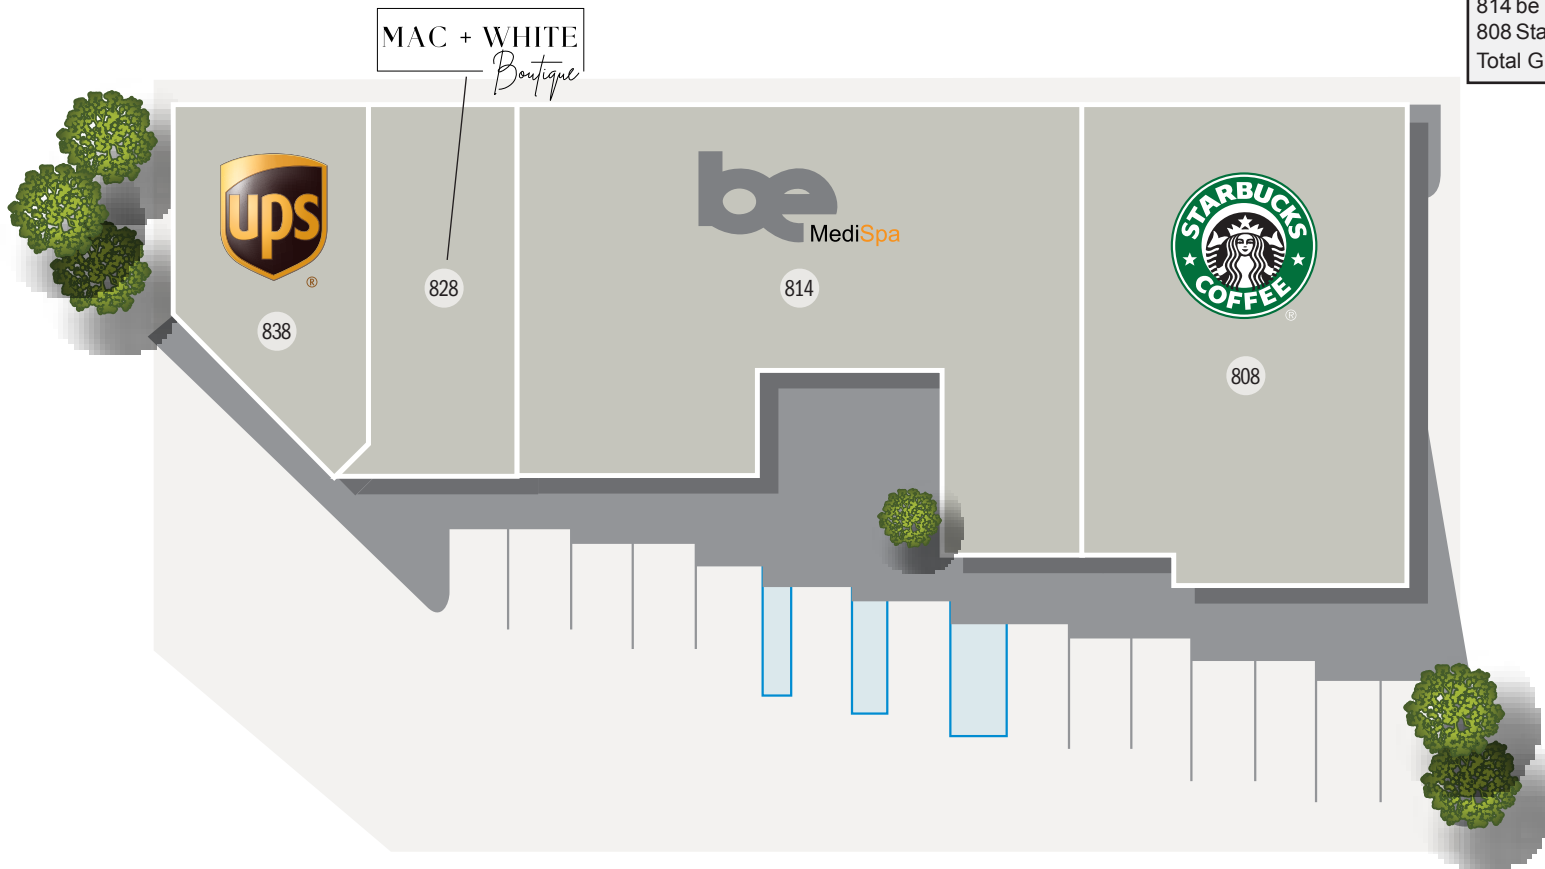 814 be
808 Sta
Total G
MAC + WHITE
Boutique
ups
®
838
828
be
MediSpa
814
STARBUCKS
COFFEE
®
808